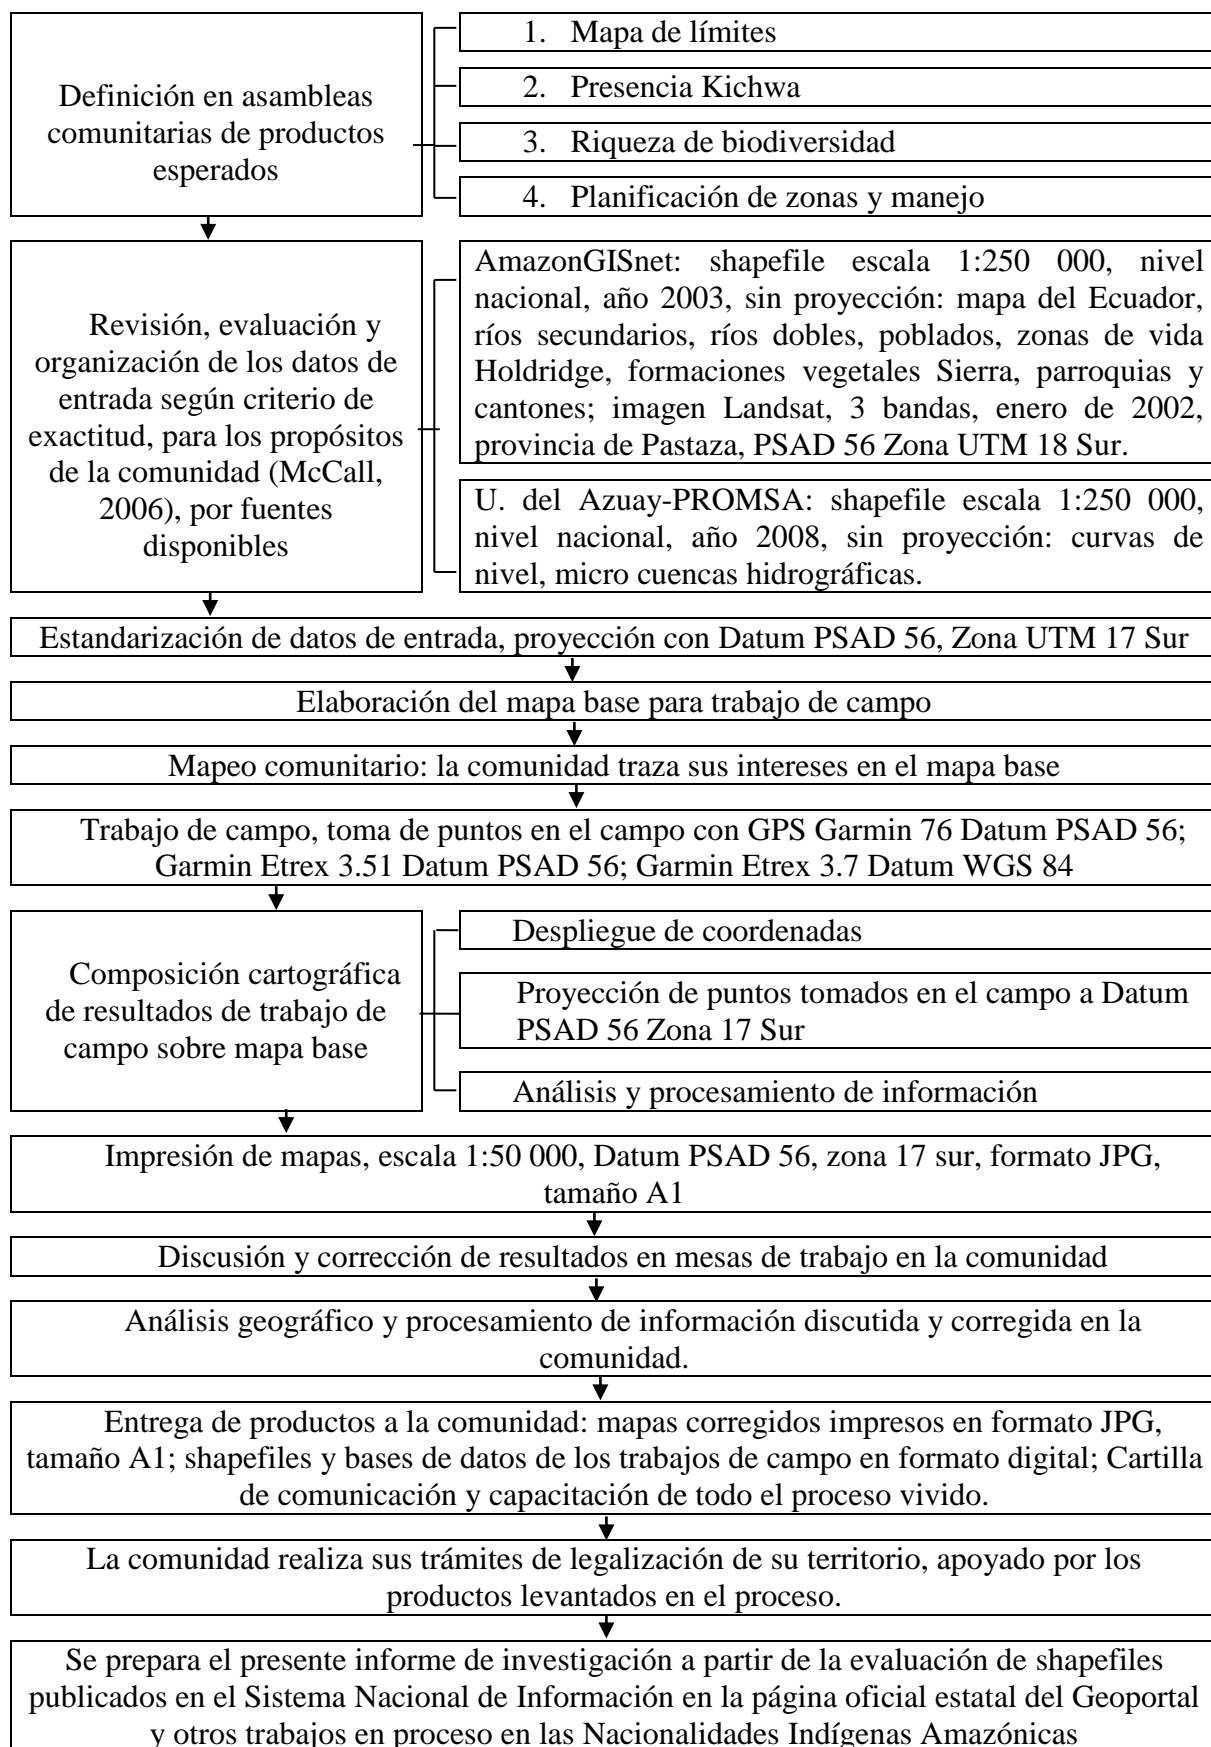 Definición en asambleas
comunitarias de productos
esperados
1. Mapa de límites
2. Presencia Kichwa
3. Riqueza de biodiversidad
4. Planificación de zonas y manejo
Revisión, evaluación y
organización de los datos de
entrada según criterio de
exactitud, para los propósitos
de la comunidad (McCall,
2006), por fuentes
disponibles
AmazonGISnet: shapefile escala 1:250 000, nivel
nacional, año 2003, sin proyección: mapa del Ecuador,
ríos secundarios, ríos dobles, poblados, zonas de vida
Holdridge, formaciones vegetales Sierra, parroquias y
cantones; imagen Landsat, 3 bandas, enero de 2002,
provincia de Pastaza, PSAD 56 Zona UTM 18 Sur.
U. del Azuay-PROMSA: shapefile escala 1:250 000,
nivel nacional, año 2008, sin proyección: curvas de
nivel, micro cuencas hidrográficas.
Estandarización de datos de entrada, proyección con Datum PSAD 56, Zona UTM 17 Sur
Elaboración del mapa base para trabajo de campo
Mapeo comunitario: la comunidad traza sus intereses en el mapa base
Trabajo de campo, toma de puntos en el campo con GPS Garmin 76 Datum PSAD 56;
Garmin Etrex 3.51 Datum PSAD 56; Garmin Etrex 3.7 Datum WGS 84
Composición cartográfica
de resultados de trabajo de
campo sobre mapa base
Despliegue de coordenadas
Proyección de puntos tomados en el campo a Datum
PSAD 56 Zona 17 Sur
Análisis y procesamiento de información
Impresión de mapas, escala 1:50 000, Datum PSAD 56, zona 17 sur, formato JPG,
tamaño A1
Discusión y corrección de resultados en mesas de trabajo en la comunidad
Análisis geográfico y procesamiento de información discutida y corregida en la
comunidad.
Entrega de productos a la comunidad: mapas corregidos impresos en formato JPG,
tamaño A1; shapefiles y bases de datos de los trabajos de campo en formato digital; Cartilla
de comunicación y capacitación de todo el proceso vivido.
La comunidad realiza sus trámites de legalización de su territorio, apoyado por los
productos levantados en el proceso.
Se prepara el presente informe de investigación a partir de la evaluación de shapefiles
publicados en el Sistema Nacional de Información en la página oficial estatal del Geoportal
y otros trabajos en proceso en las Nacionalidades Indígenas Amazónicas